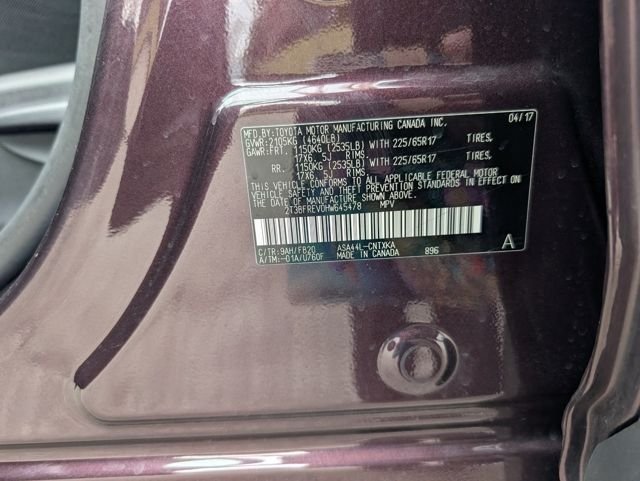 MFD.BY:TOYOTA MOTOR MANUFACTURING CANADA INC. 04/17
GVWR:2105KG (4640LB)
GAWR:FRT. 1150KG (2535LB) WITH 225/65R17 TIRES,
17X6. 5J RIMS.
RR. 1150KG (2535LB) WITH 225/65R17 TIRES,
17X6. 5J RIMS.
THIS VEHICLE CONFORMS TO ALL APPLICABLE FEDERAL MOTOR
VEHICLE SAFETY AND THEFT PREVENTION STANDARDS IN EFFECT ON
THE DATE OF MANUFACTURE SHOWN ABOVE.
2T3BFREV0HW645478 MPV
C/TR:9AH/FB20 ASA44L-CNTXKA A
A/TM:-01A/U760F MADE IN CANADA 896